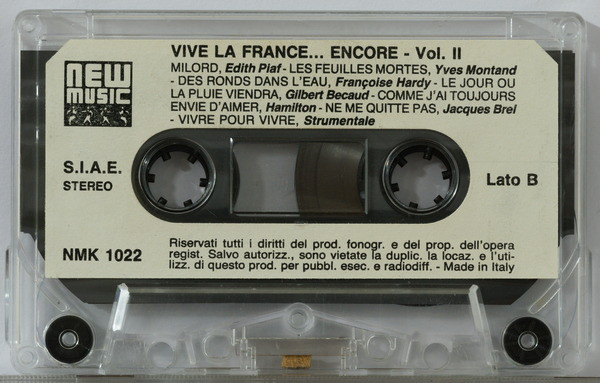 VIVE LA FRANCE... ENCORE - Vol. II
NEW MUSIC
MILORD, Edith Piaf - LES FEUILLES MORTES, Yves Montand
- DES RONDS DANS L'EAU, Françoise Hardy - LE JOUR OU
LA PLUIE VIENDRA, Gilbert Becaud - COMME J'AI TOUJOURS
ENVIE D'AIMER, Hamilton - NE ME QUITTE PAS, Jacques Brel
- VIVRE POUR VIVRE, Strumentale
S.I.A.E.
STEREO
Lato B
NMK 1022
Riservati tutti i diritti del prod. fonogr. e del prop. dell'opera
regist. Salvo autorizz., sono vietate la duplic. la locaz. e l'uti-
lizz. di questo prod. per pubbl. esec. e radiodiff. - Made in Italy